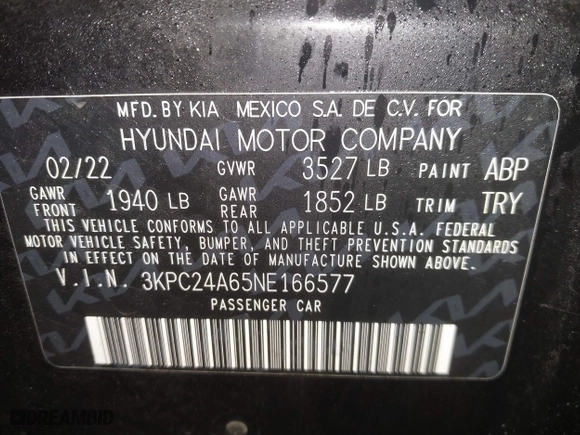 MFD. BY KIA MEXICO S.A. DE C.V. FOR
HYUNDAI MOTOR COMPANY
02/22 GVWR 3527 LB PAINT ABP
GAWR FRONT 1940 LB GAWR REAR 1852 LB TRIM TRY
THIS VEHICLE CONFORMS TO ALL APPLICABLE U.S.A. FEDERAL
MOTOR VEHICLE SAFETY, BUMPER, AND THEFT PREVENTION STANDARDS
IN EFFECT ON THE DATE OF MANUFACTURE SHOWN ABOVE.
V.I.N. 3KPC24A65NE166577
PASSENGER CAR
DREAMBID